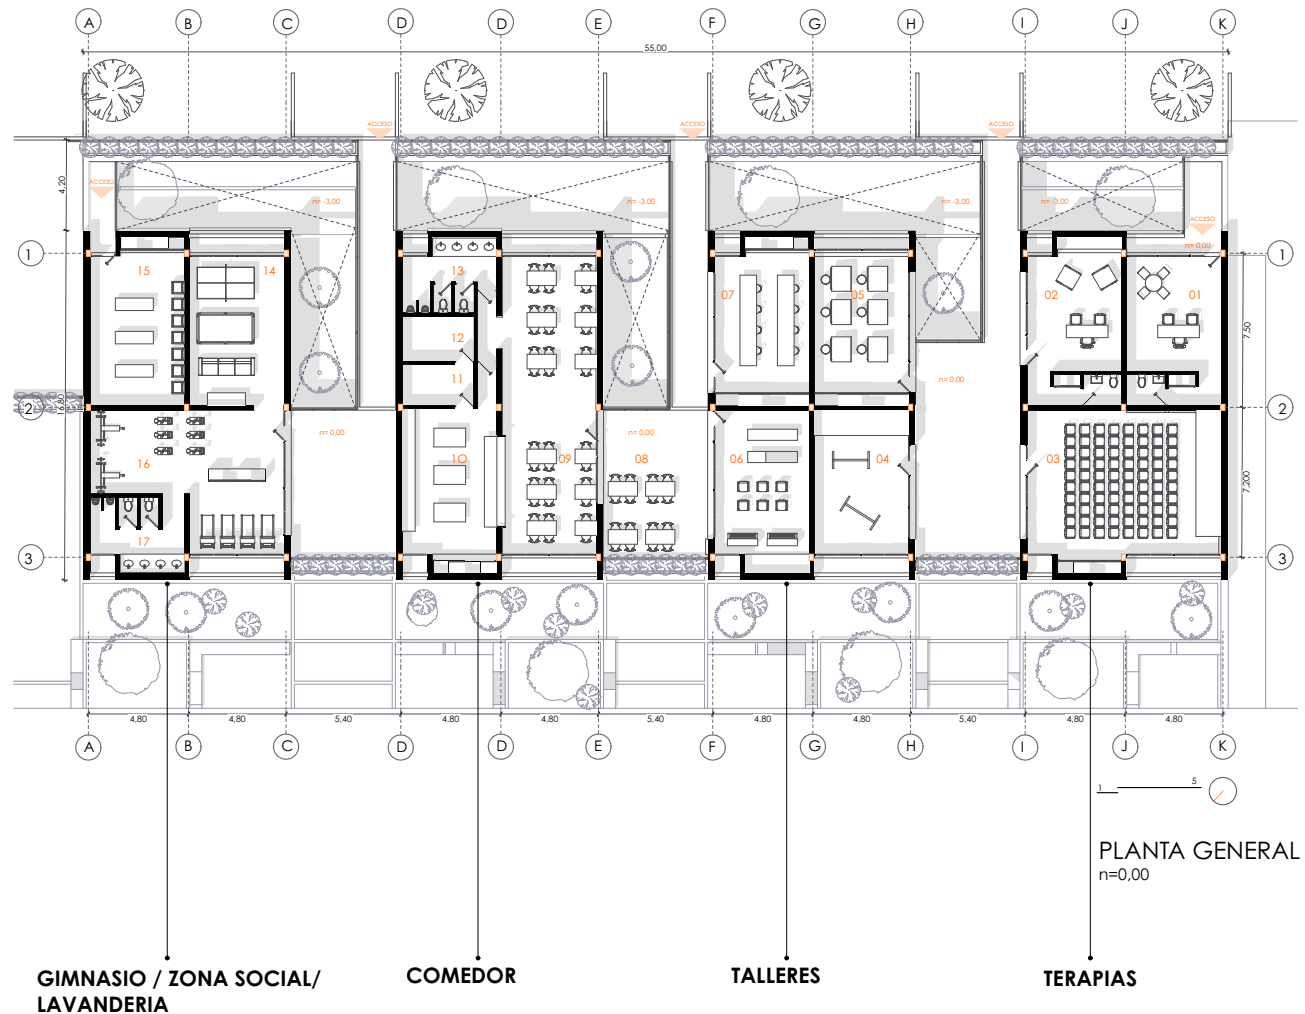 A B C D D E F G H I J K
55,00
ACCESO ACCESO ACCESO
4,20
ACCESO
n= -3,00 n= -3,00 n= -3,00 n= -3,00
ACCESO
n= 0,00
1 1
15 14 13 07 05 02 01
7,50
12
11
n= 0,00
16,80
2 2
n= 0,00 n= 0,00
16 10 09 08 06 04 03
7,200
17
3 3
4,80 4,80 5,40 4,80 4,80 5,40 4,80 4,80 5,40 4,80 4,80
A B C D D E F G H I J K
1 5
PLANTA GENERAL
n=0,00
GIMNASIO / ZONA SOCIAL/
LAVANDERIA
COMEDOR
TALLERES
TERAPIAS